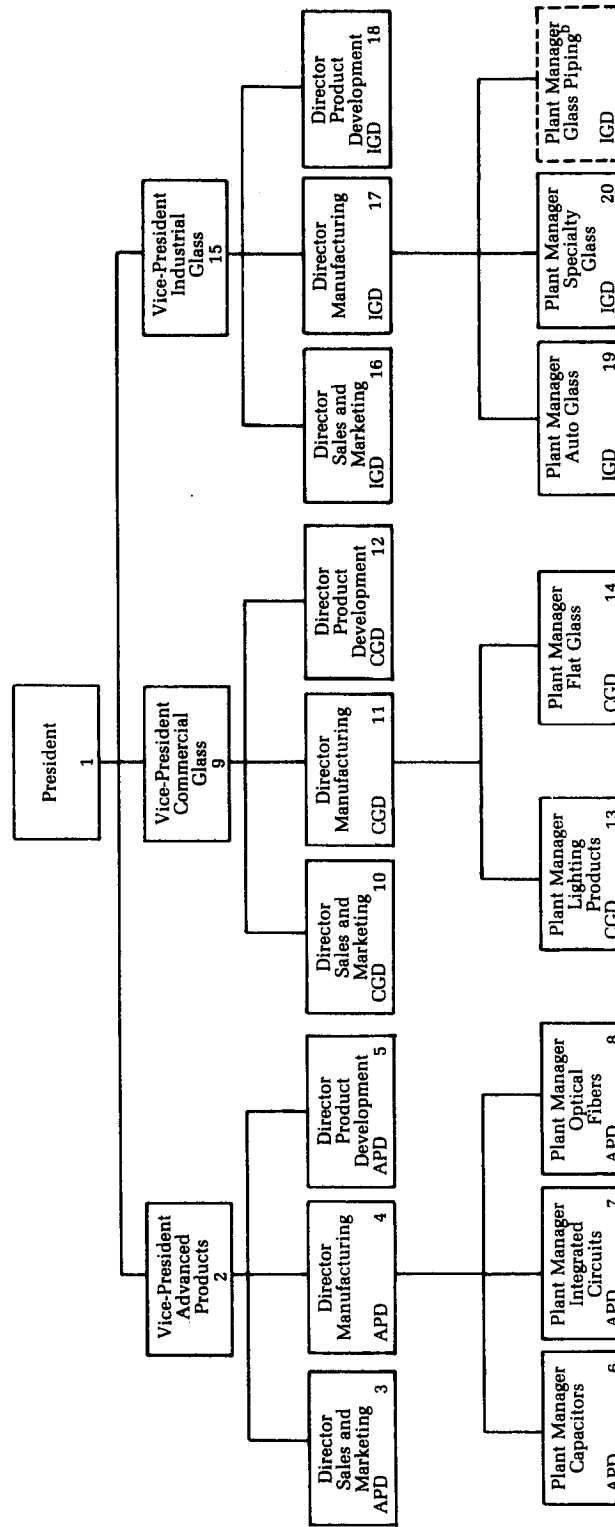 President
1
Vice-President
Advanced
Products
2
Vice-President
Commercial
Glass
9
Vice-President
Industrial
Glass
15
Director
Sales and
Marketing
APD 3
Director
Manufacturing
APD 4
Director
Product
Development
APD 5
Director
Sales and
Marketing
CGD 10
Director
Manufacturing
CGD 11
Director
Product
Development
CGD 12
Director
Sales and
Marketing
IGD 16
Director
Manufacturing
IGD 17
Director
Product
Development
IGD 18
Plant Manager
Capacitors
APD 6
Plant Manager
Integrated
Circuits
APD 7
Plant Manager
Optical
Fibers
APD 8
Plant Manager
Lighting
Products
CGD 13
Plant Manager
Flat Glass
CGD 14
Plant Manager
Auto Glass
IGD 19
Plant Manager
Specialty
Glass
IGD 20
Plant Manager
Glass Pipingᵇ
IGD